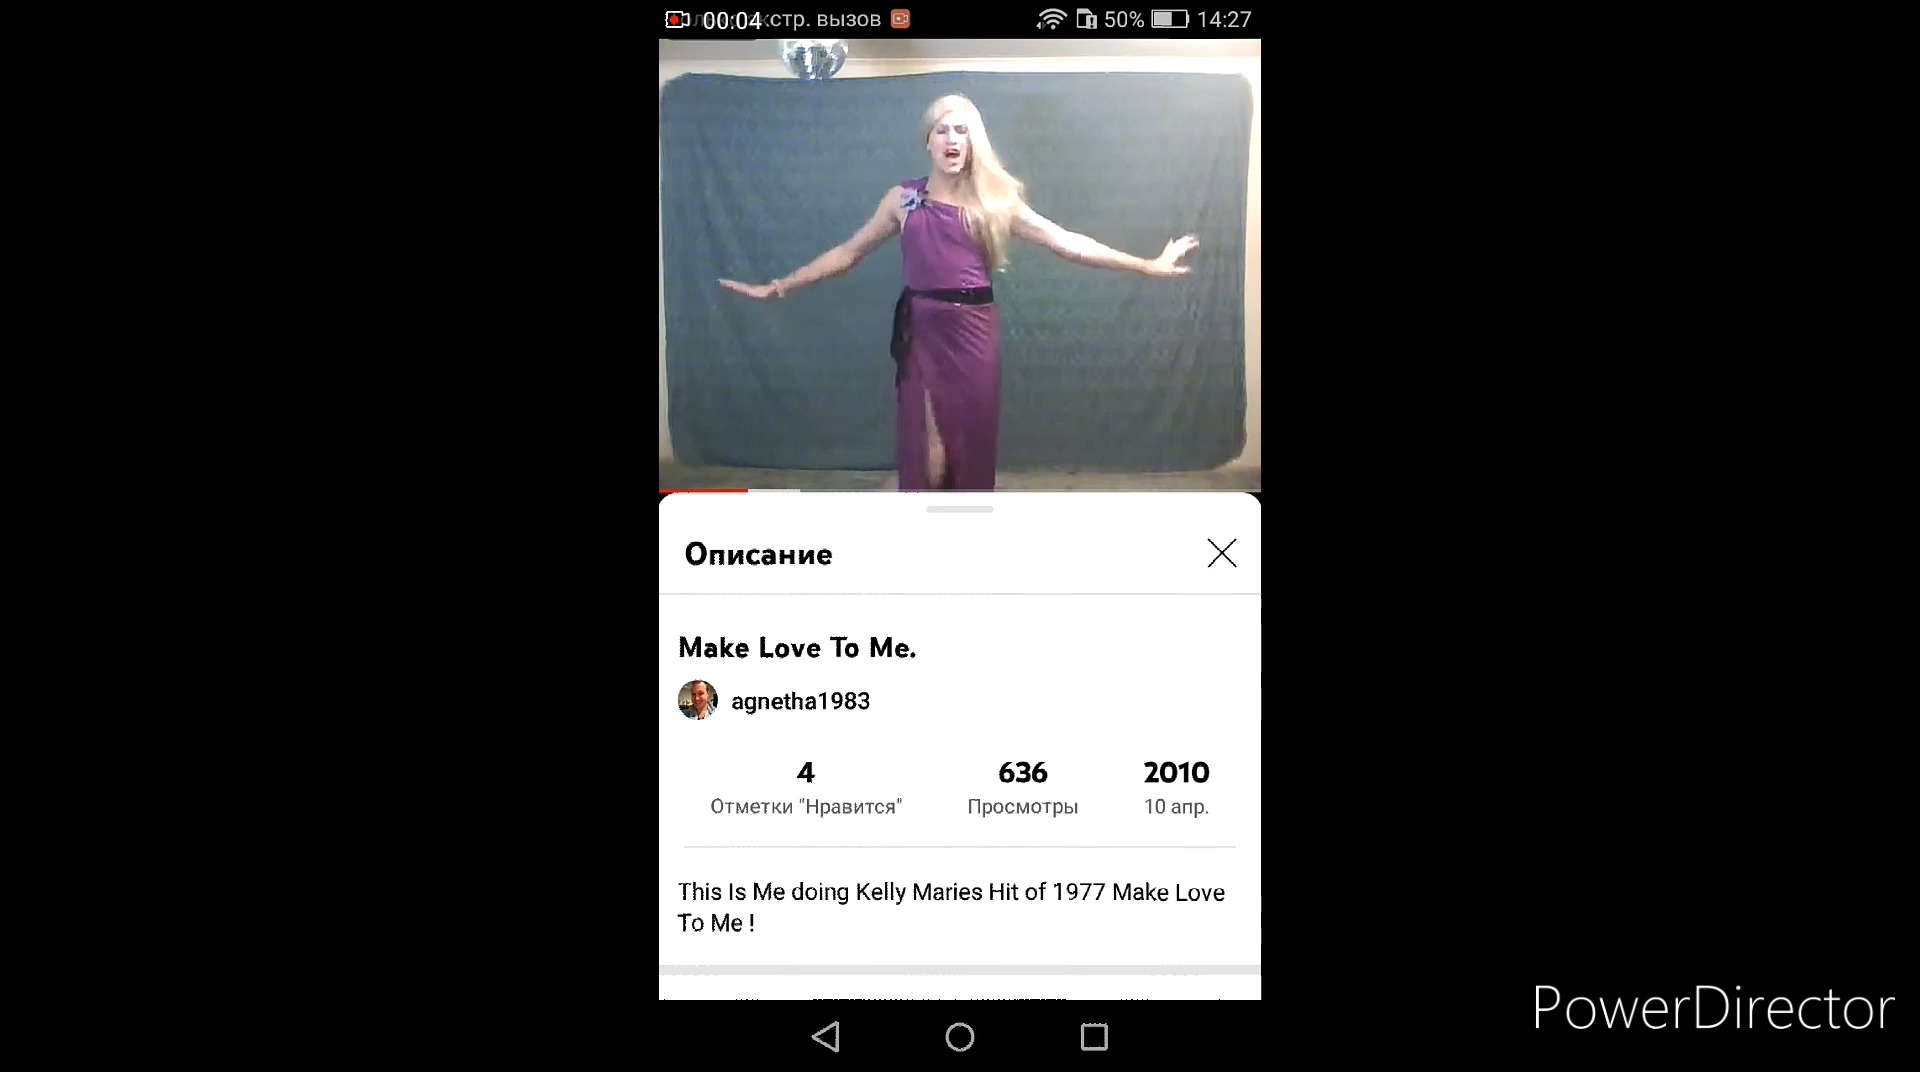 00:04 кстр. вызов 50% 14:27
Описание
Make Love To Me.
agnetha1983
4 636 2010
Отметки "Нравится" Просмотры 10 апр.
This Is Me doing Kelly Maries Hit of 1977 Make Love
To Me !
PowerDirector